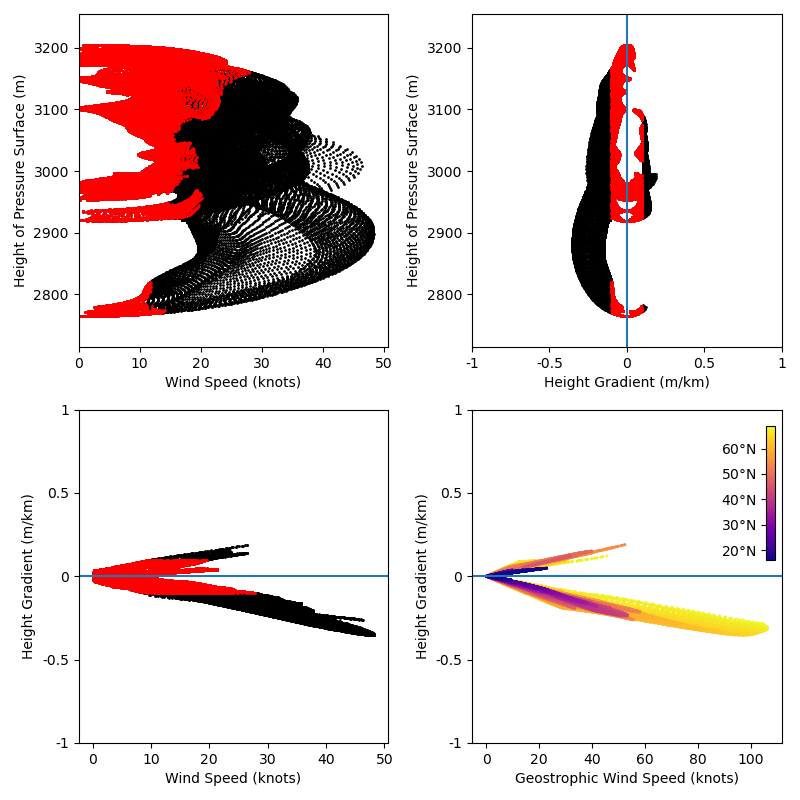 3200
3100
3000
2900
2800
Height of Pressure Surface (m)
0 10 20 30 40 50
Wind Speed (knots)
3200
3100
3000
2900
2800
Height of Pressure Surface (m)
-1 -0.5 0 0.5 1
Height Gradient (m/km)
1
0.5
0
-0.5
-1
Height Gradient (m/km)
0 10 20 30 40 50
Wind Speed (knots)
1
0.5
0
-0.5
-1
Height Gradient (m/km)
60°N
50°N
40°N
30°N
20°N
0 20 40 60 80 100
Geostrophic Wind Speed (knots)